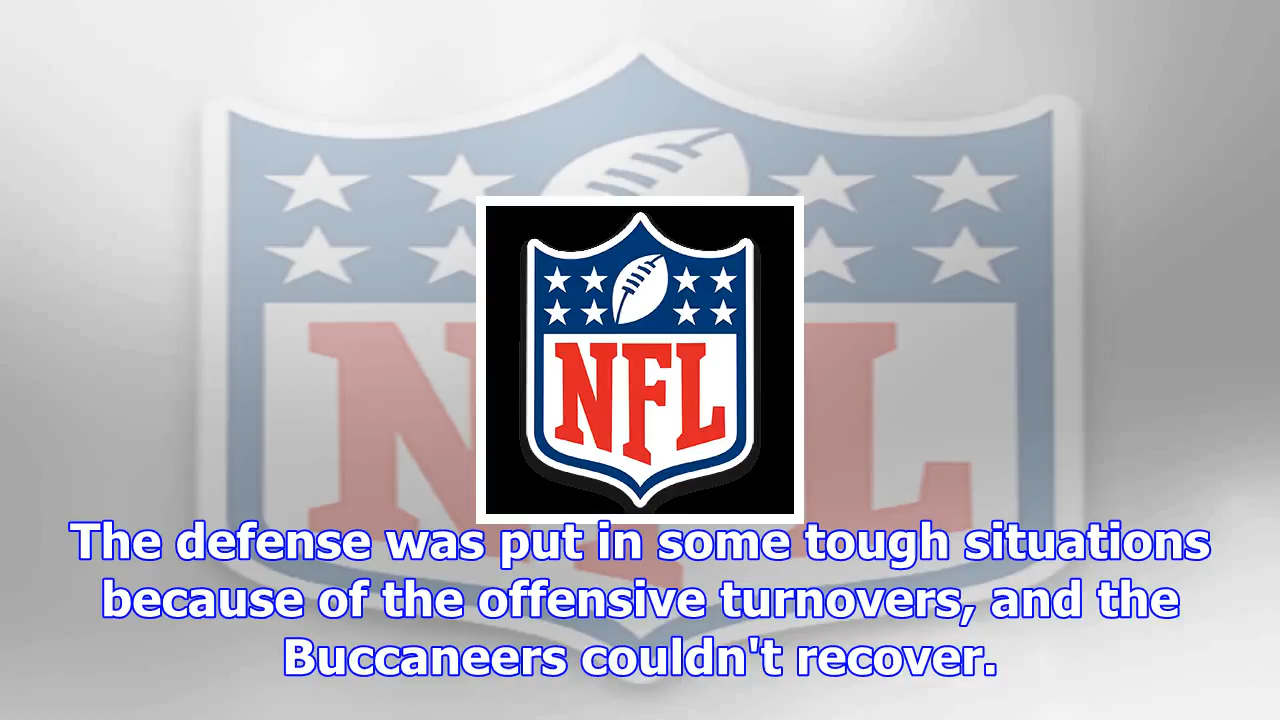 NFL
NFL
The defense was put in some tough situations
because of the offensive turnovers, and the
Buccaneers couldn't recover.